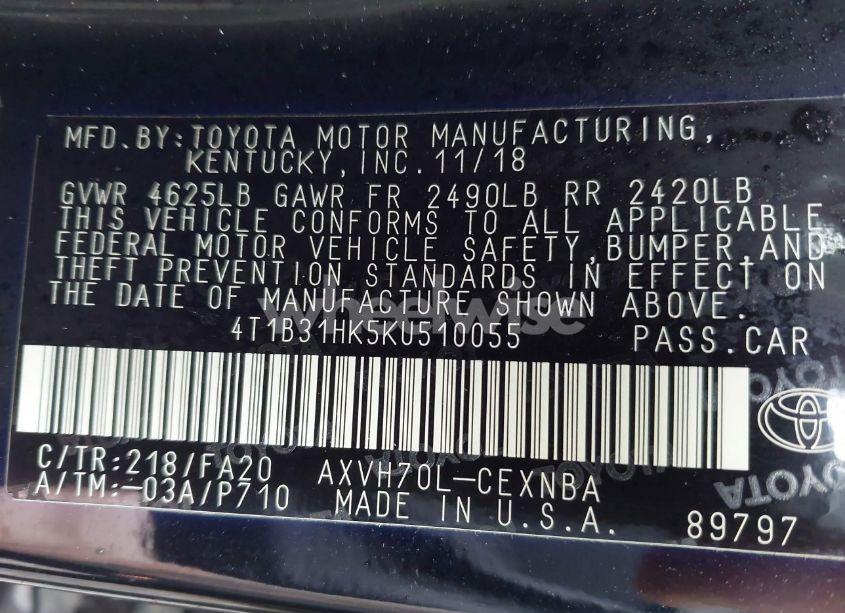 MFD.BY:TOYOTA MOTOR MANUFACTURING,
KENTUCKY,INC.11/18
GVWR 4625LB GAWR FR 2490LB RR 2420LB
THIS VEHICLE CONFORMS TO ALL APPLICABLE
FEDERAL MOTOR VEHICLE SAFETY,BUMPER,AND
THEFT PREVENTION STANDARDS IN EFFECT ON
THE DATE OF MANUFACTURE SHOWN ABOVE.
wheelwise
4T1B31HK5KU510055 PASS.CAR
C/TR:218/FA20 AXVH70L-CEXNBA
A/TM:-03A/P710 MADE IN U.S.A. 89797
TOYOTA